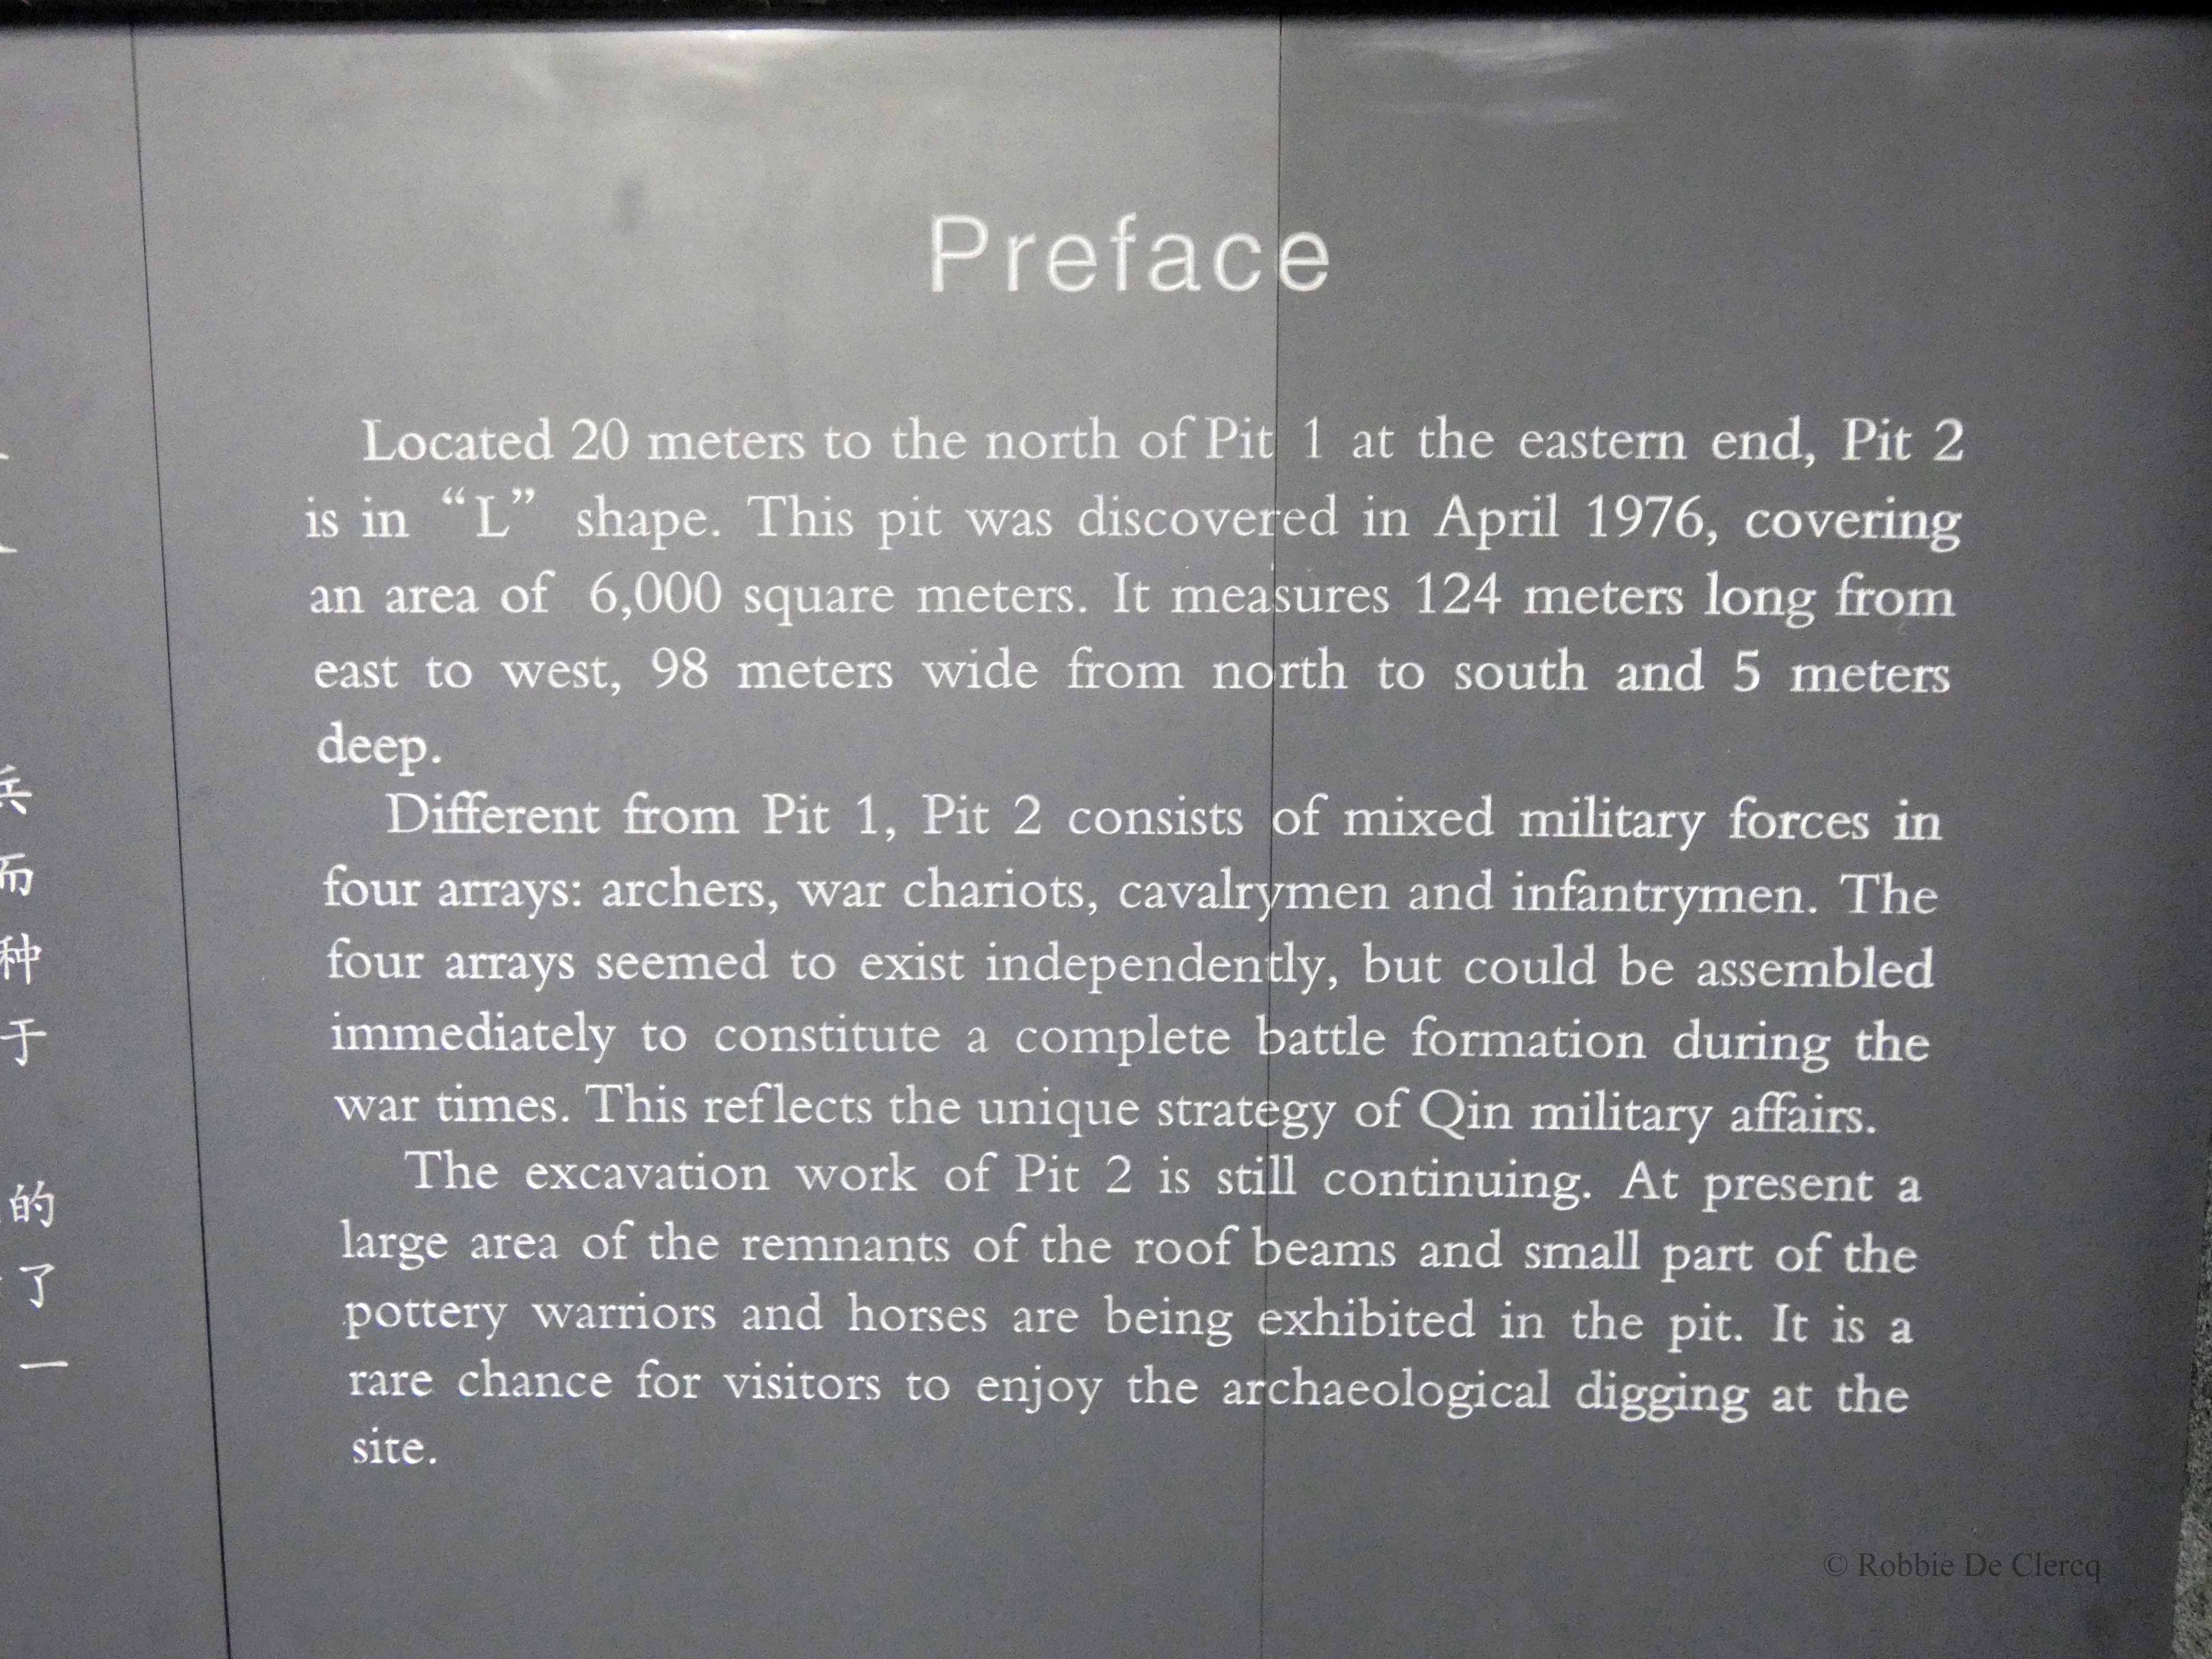 兵
而
种
于
的
了
一
Preface
Located 20 meters to the north of Pit 1 at the eastern end, Pit 2
is in “L” shape. This pit was discovered in April 1976, covering
an area of 6,000 square meters. It measures 124 meters long from
east to west, 98 meters wide from north to south and 5 meters
deep.
Different from Pit 1, Pit 2 consists of mixed military forces in
four arrays: archers, war chariots, cavalrymen and infantrymen. The
four arrays seemed to exist independently, but could be assembled
immediately to constitute a complete battle formation during the
war times. This reflects the unique strategy of Qin military affairs.
The excavation work of Pit 2 is still continuing. At present a
large area of the remnants of the roof beams and small part of the
pottery warriors and horses are being exhibited in the pit. It is a
rare chance for visitors to enjoy the archaeological digging at the
site.
© Robbie De Clercq